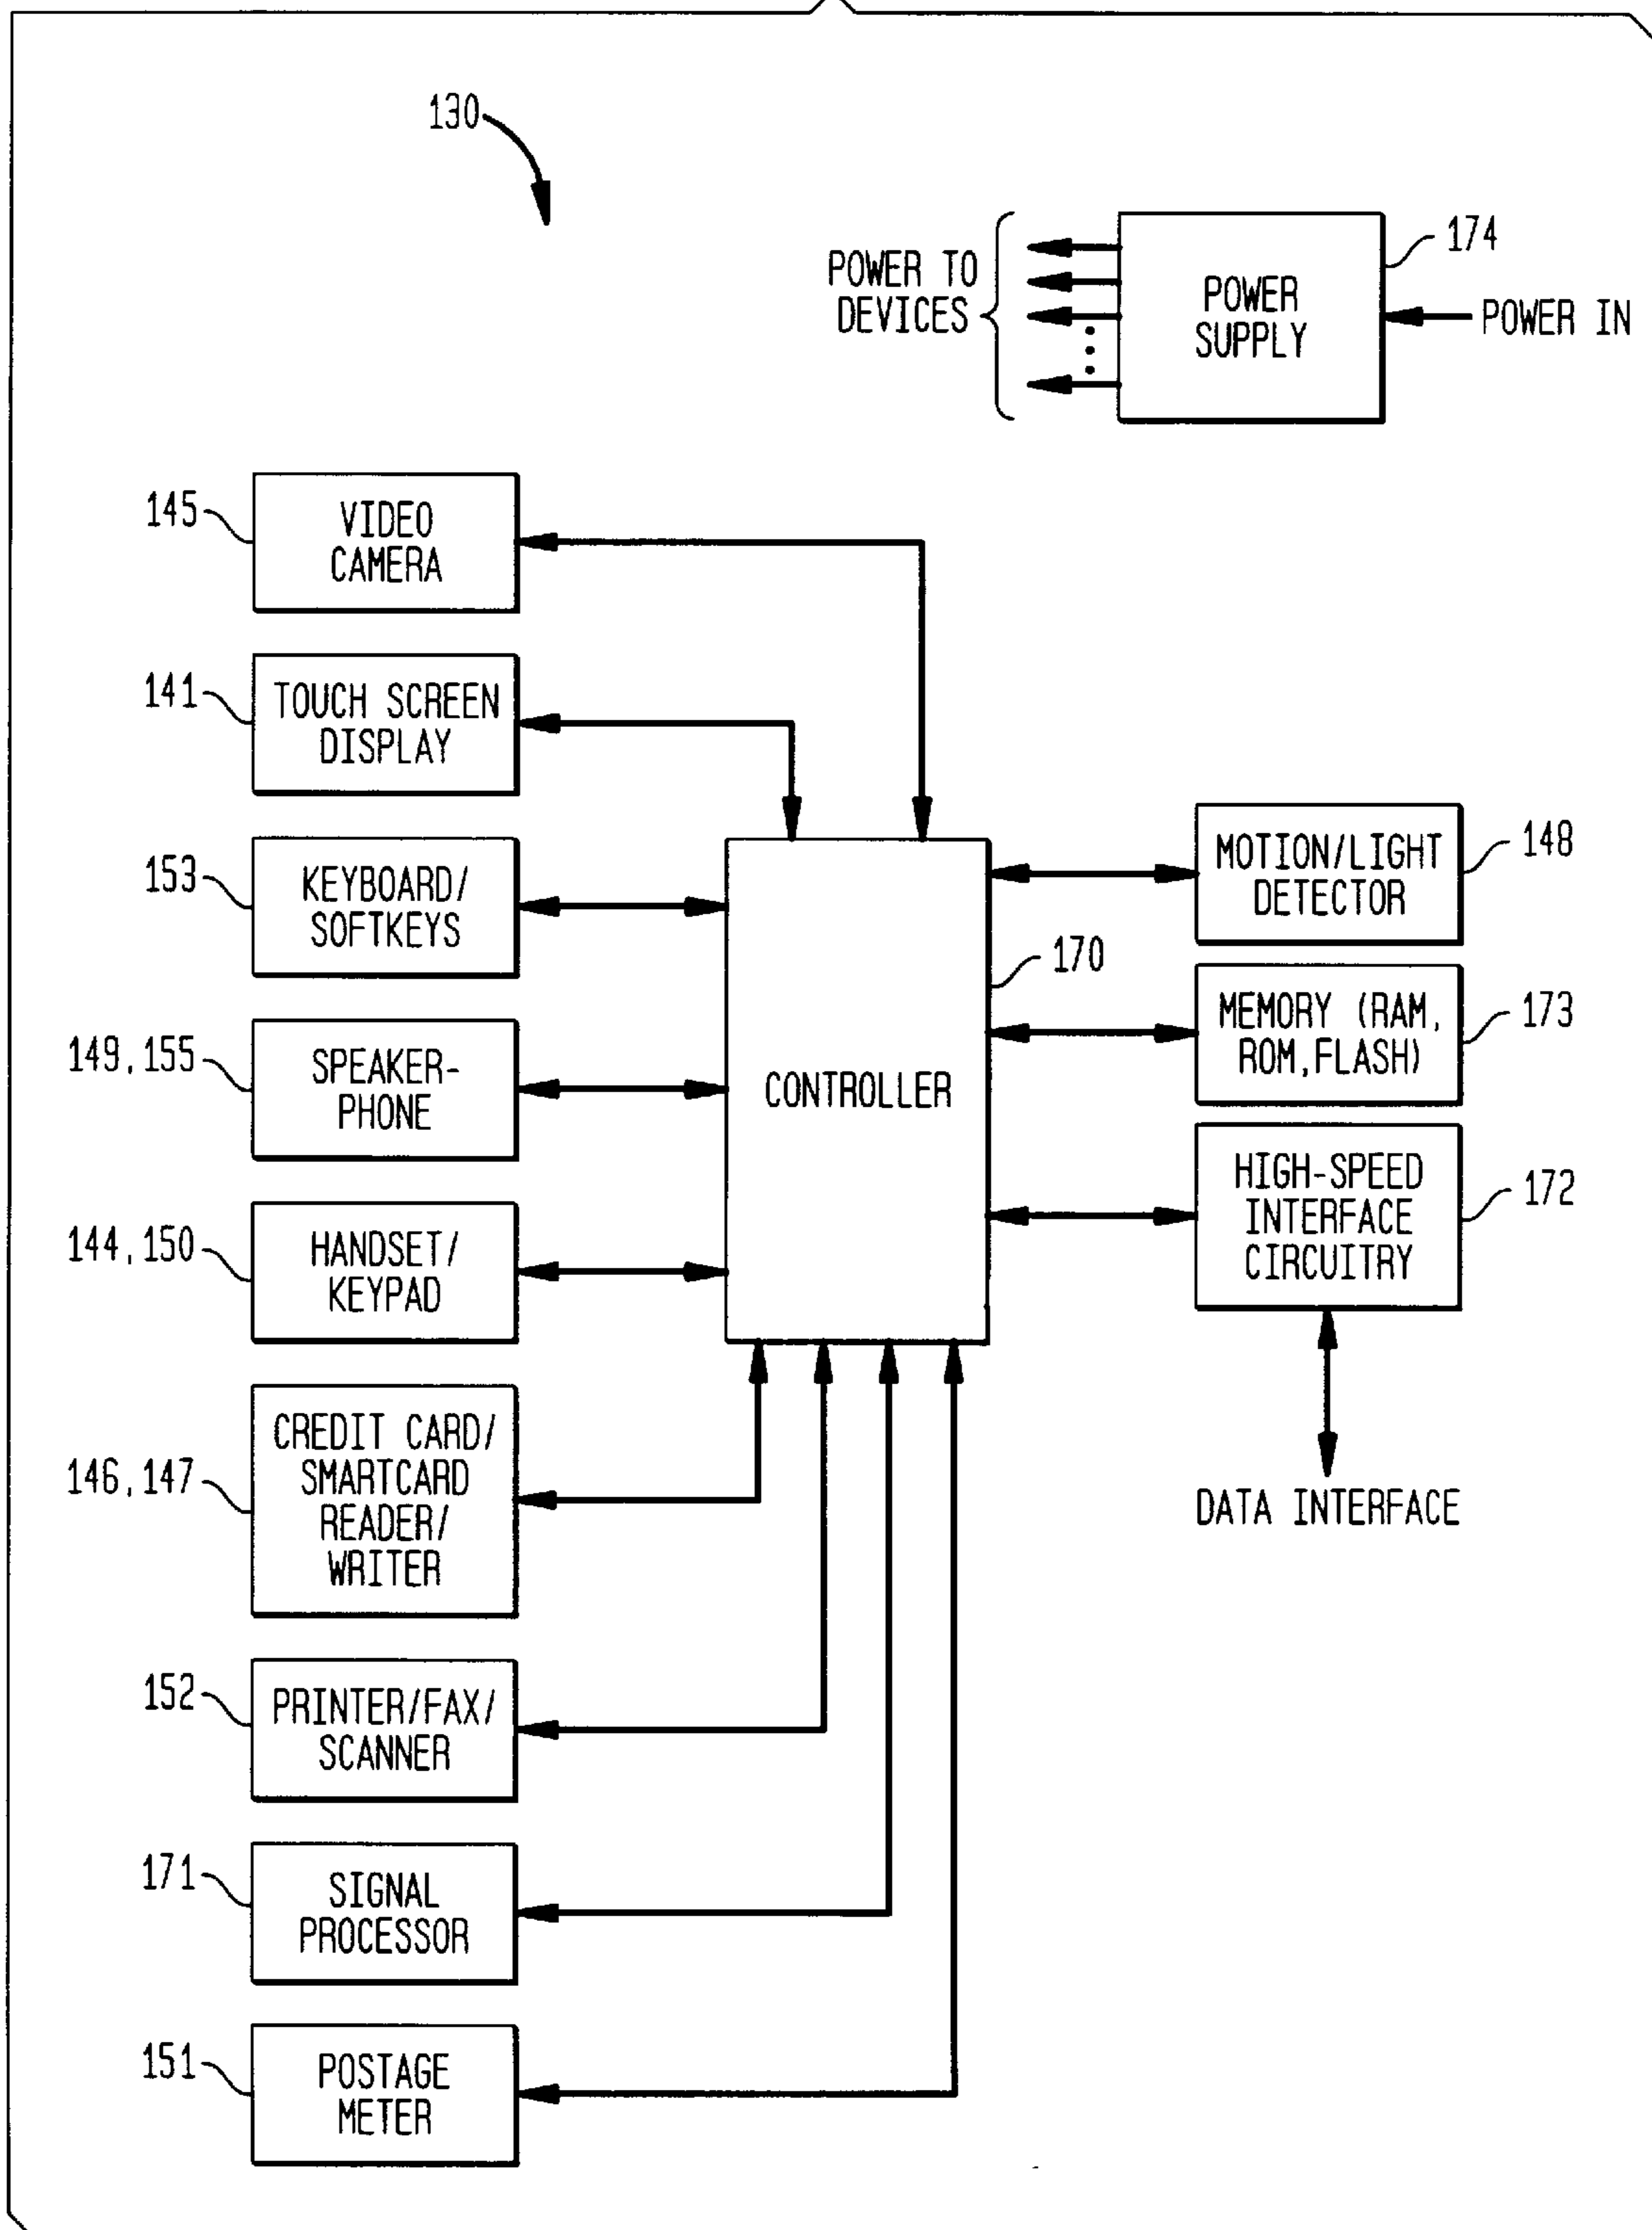 130
174
POWER TO
DEVICES
POWER
SUPPLY
POWER IN
145
VIDEO
CAMERA
141
TOUCH SCREEN
DISPLAY
153
KEYBOARD/
SOFTKEYS
149,155
SPEAKER-
PHONE
144,150
HANDSET/
KEYPAD
146,147
CREDIT CARD/
SMARTCARD
READER/
WRITER
152
PRINTER/FAX/
SCANNER
171
SIGNAL
PROCESSOR
151
POSTAGE
METER
CONTROLLER
170
MOTION/LIGHT
DETECTOR
148
MEMORY (RAM,
ROM,FLASH)
173
HIGH-SPEED
INTERFACE
CIRCUITRY
172
DATA INTERFACE